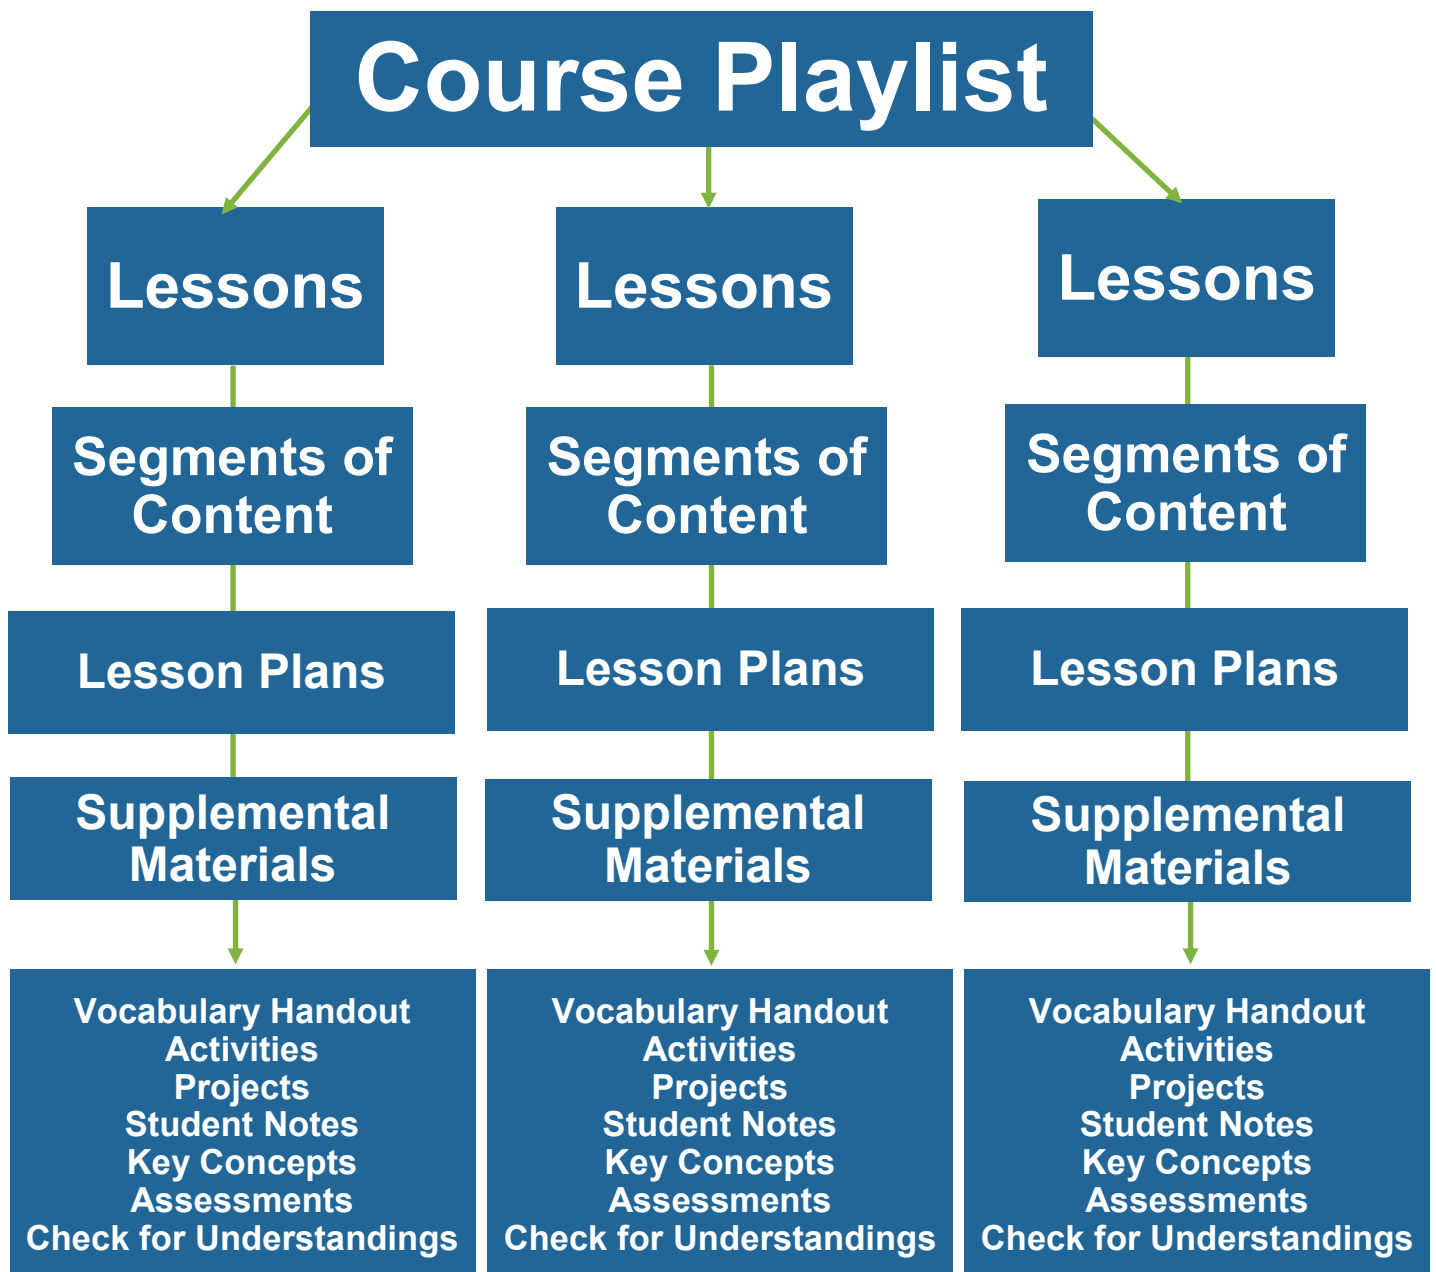 Course Playlist
Lessons
Segments of
Content
Lesson Plans
Supplemental
Materials
Vocabulary Handout
Activities
Projects
Student Notes
Key Concepts
Assessments
Check for Understandings
Lessons
Segments of
Content
Lesson Plans
Supplemental
Materials
Vocabulary Handout
Activities
Projects
Student Notes
Key Concepts
Assessments
Check for Understandings
Lessons
Segments of
Content
Lesson Plans
Supplemental
Materials
Vocabulary Handout
Activities
Projects
Student Notes
Key Concepts
Assessments
Check for Understandings